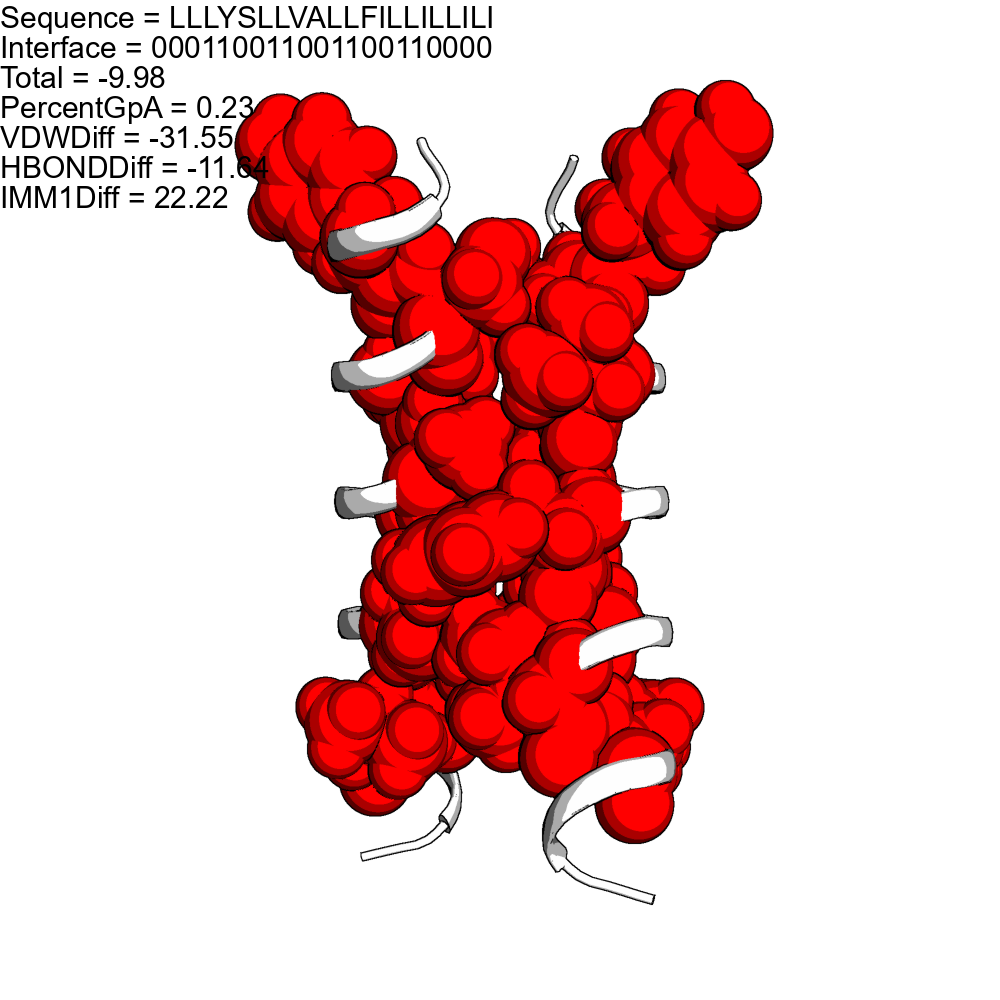 Sequence = LLLYSLLVALLFILLILLILI
Interface = 000110011001100110000
Total = -9.98
PercentGpA = 0.23
VDWDiff = -31.55
HBONDDiff = -11.64
IMM1Diff = 22.22